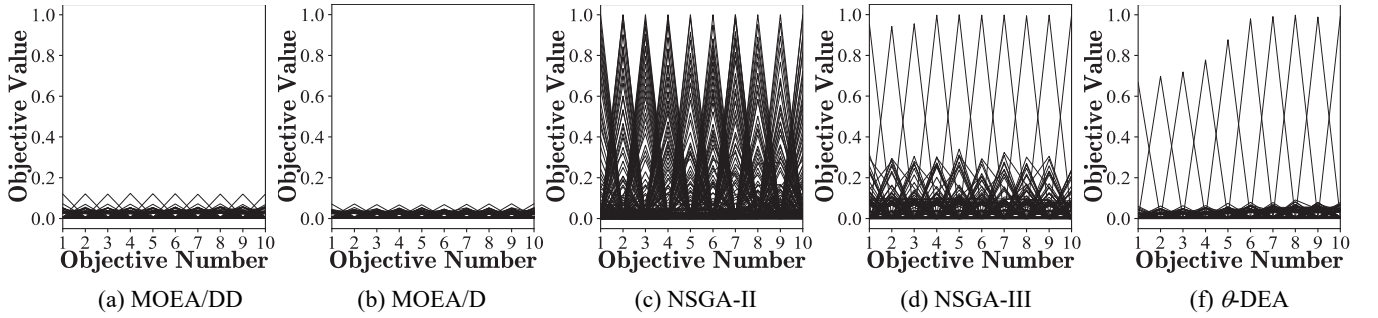 Objective Value
1.0
0.8
0.6
0.4
0.2
0.0
1 2 3 4 5 6 7 8 9 10
Objective Number
(a) MOEA/DD
Objective Value
1.0
0.8
0.6
0.4
0.2
0.0
1 2 3 4 5 6 7 8 9 10
Objective Number
(b) MOEA/D
Objective Value
1.0
0.8
0.6
0.4
0.2
0.0
1 2 3 4 5 6 7 8 9 10
Objective Number
(c) NSGA-II
Objective Value
1.0
0.8
0.6
0.4
0.2
0.0
1 2 3 4 5 6 7 8 9 10
Objective Number
(d) NSGA-III
Objective Value
1.0
0.8
0.6
0.4
0.2
0.0
1 2 3 4 5 6 7 8 9 10
Objective Number
(f) θ-DEA